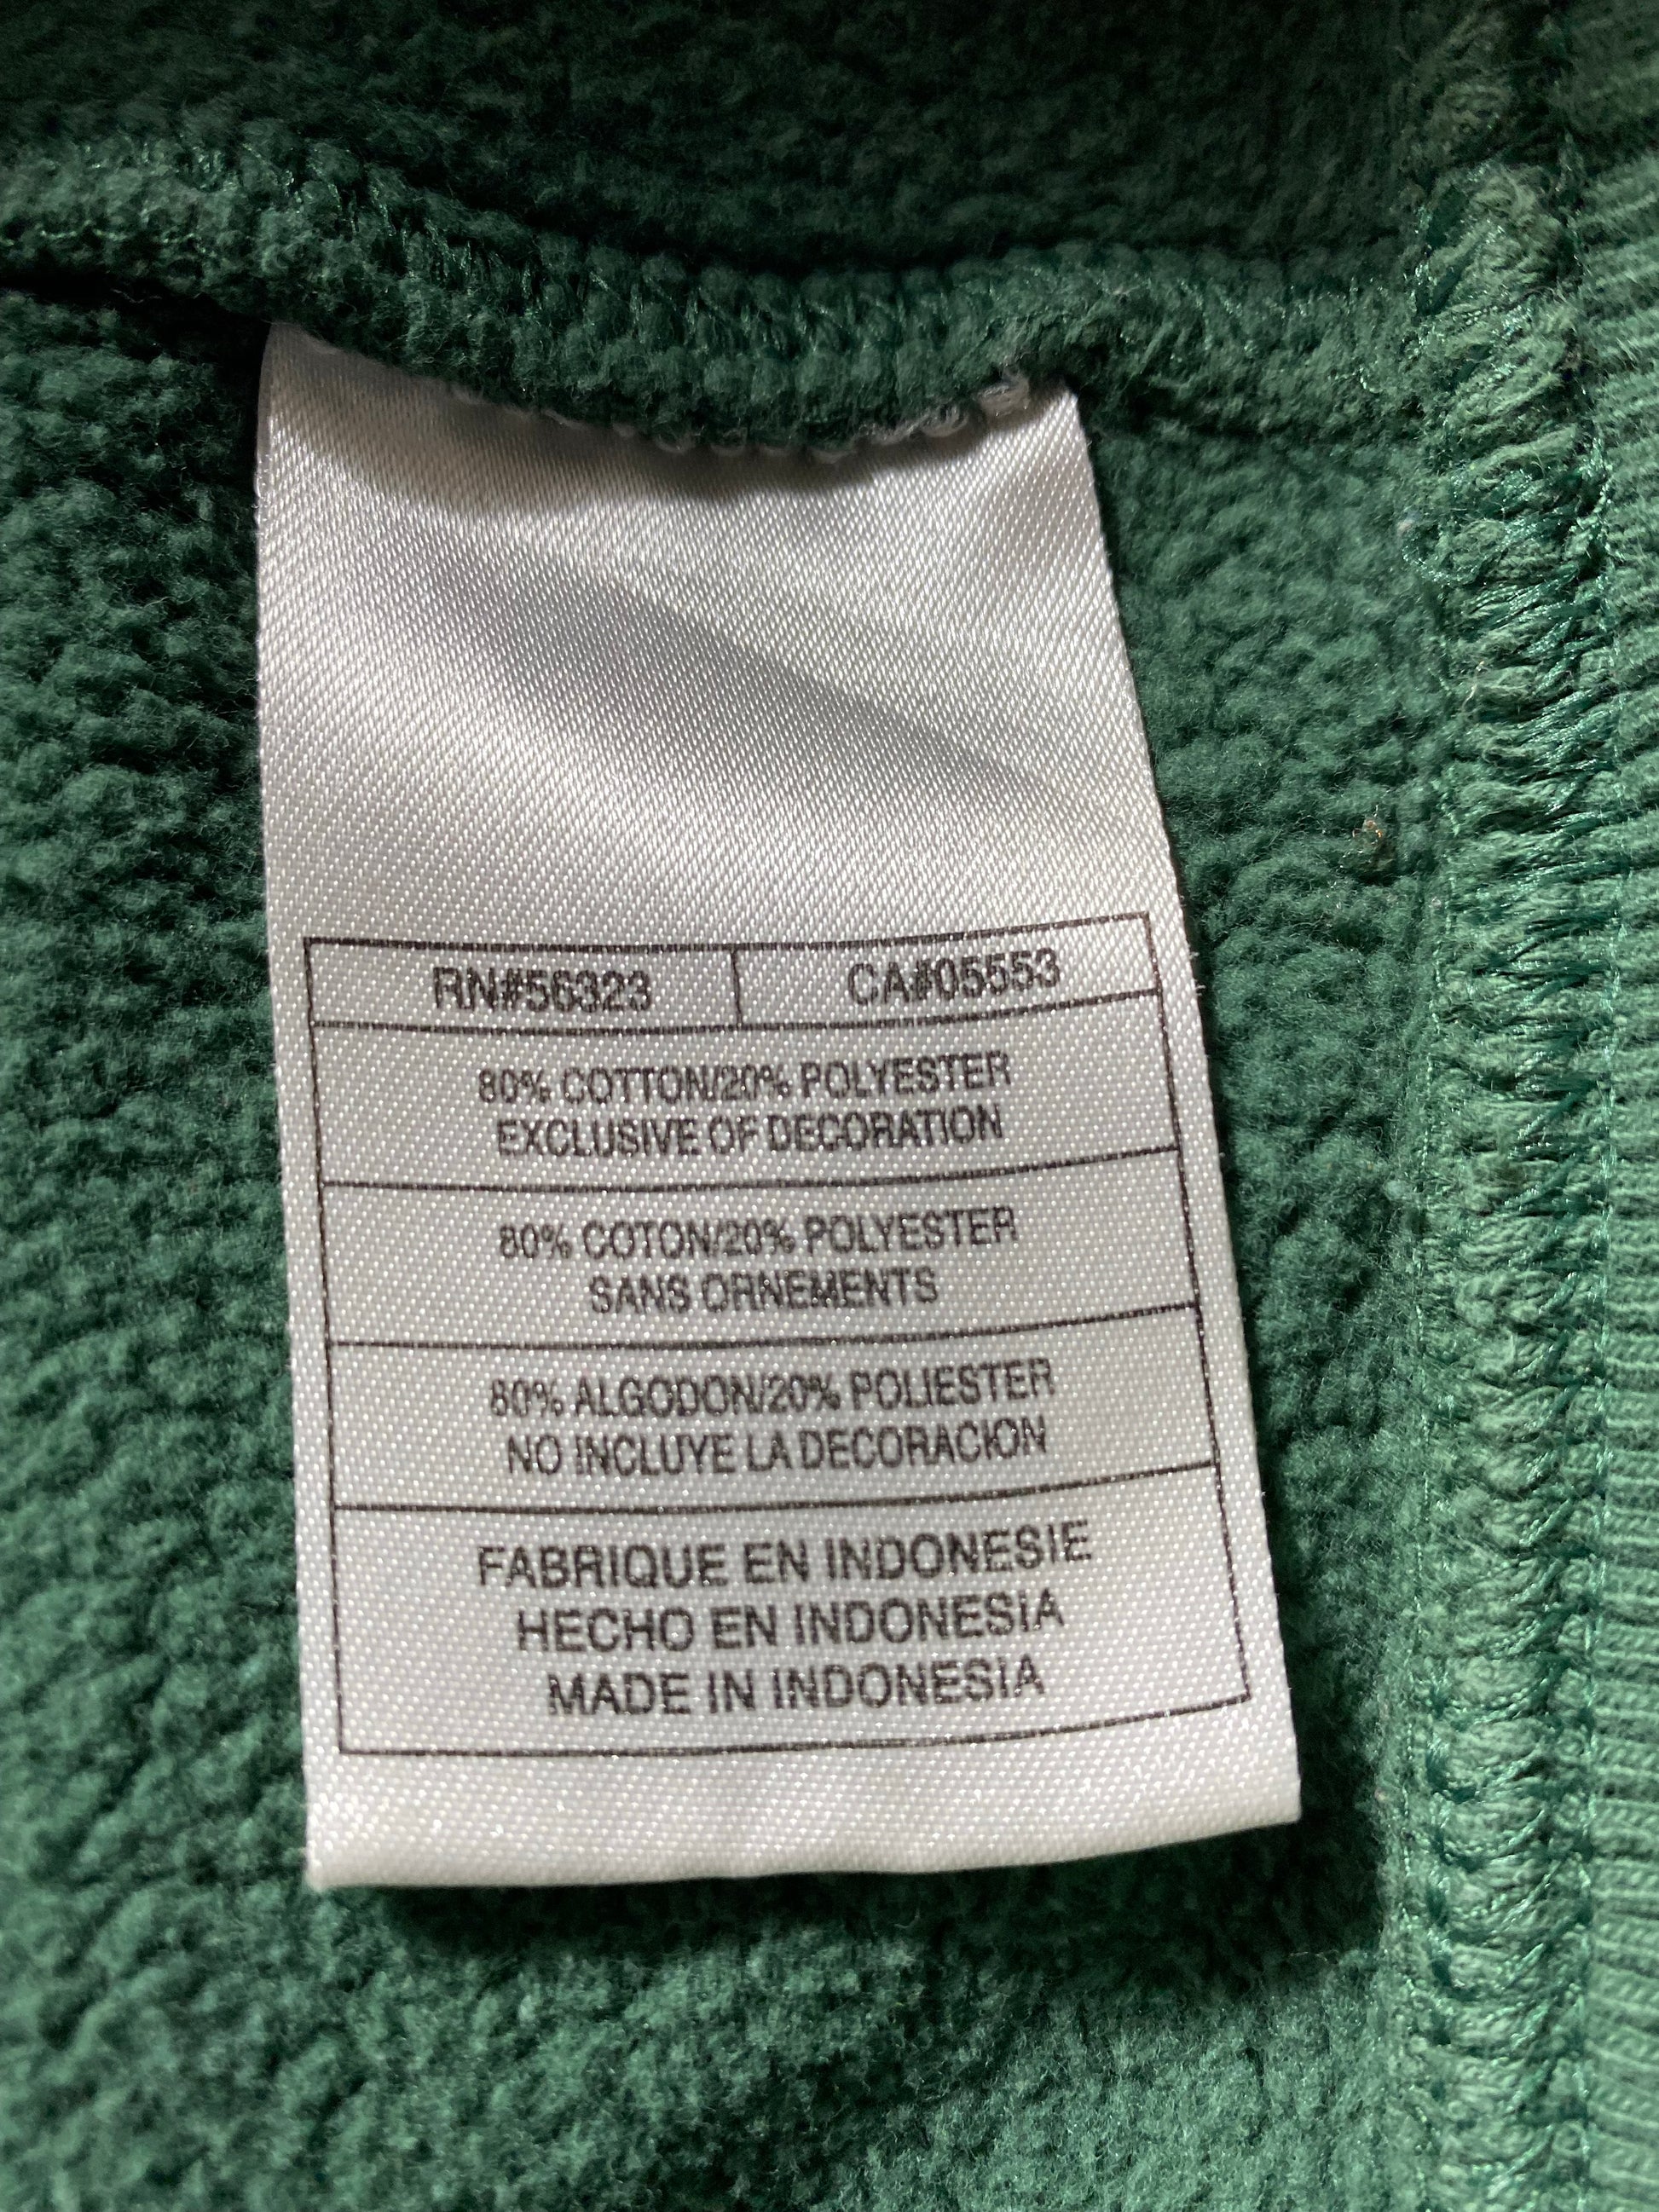 RN#56323 CA#05553
80% COTTON/20% POLYESTER
EXCLUSIVE OF DECORATION
80% COTON/20% POLYESTER
SANS ORNEMENTS
80% ALGODON/20% POLIESTER
NO INCLUYE LA DECORACION
FABRIQUE EN INDONESIE
HECHO EN INDONESIA
MADE IN INDONESIA